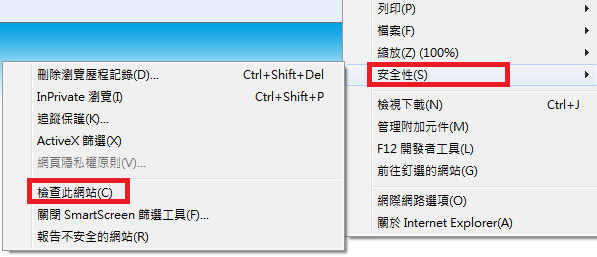 列印(P)
檔案(F)
縮放(Z) (100%)
安全性(S)
檢視下載(N) Ctrl+J
管理附加元件(M)
F12 開發者工具(L)
前往釘選的網站(G)
網際網路選項(O)
關於 Internet Explorer(A)
刪除瀏覽歷程記錄(D)... Ctrl+Shift+Del
InPrivate 瀏覽(I) Ctrl+Shift+P
追蹤保護(K)...
ActiveX 篩選(X)
網頁隱私權原則(V)...
檢查此網站(C)
關閉 SmartScreen 篩選工具(F)...
報告不安全的網站(R)